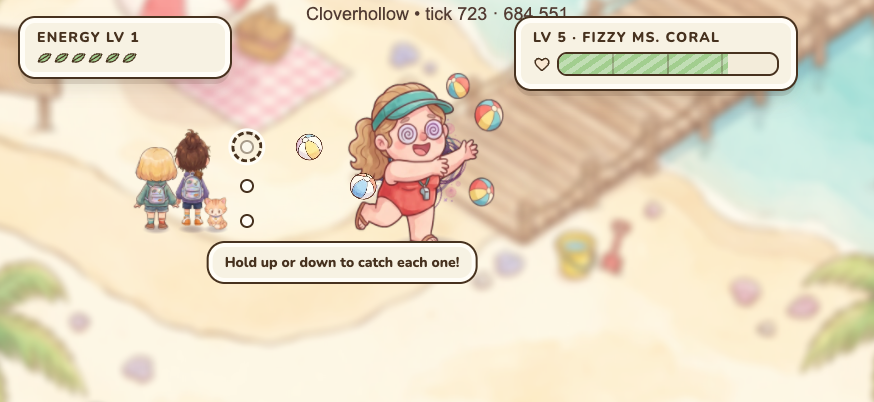 Cloverhollow • tick 723 · 684,551
ENERGY LV 1
LV 5 · FIZZY MS. CORAL
Hold up or down to catch each one!